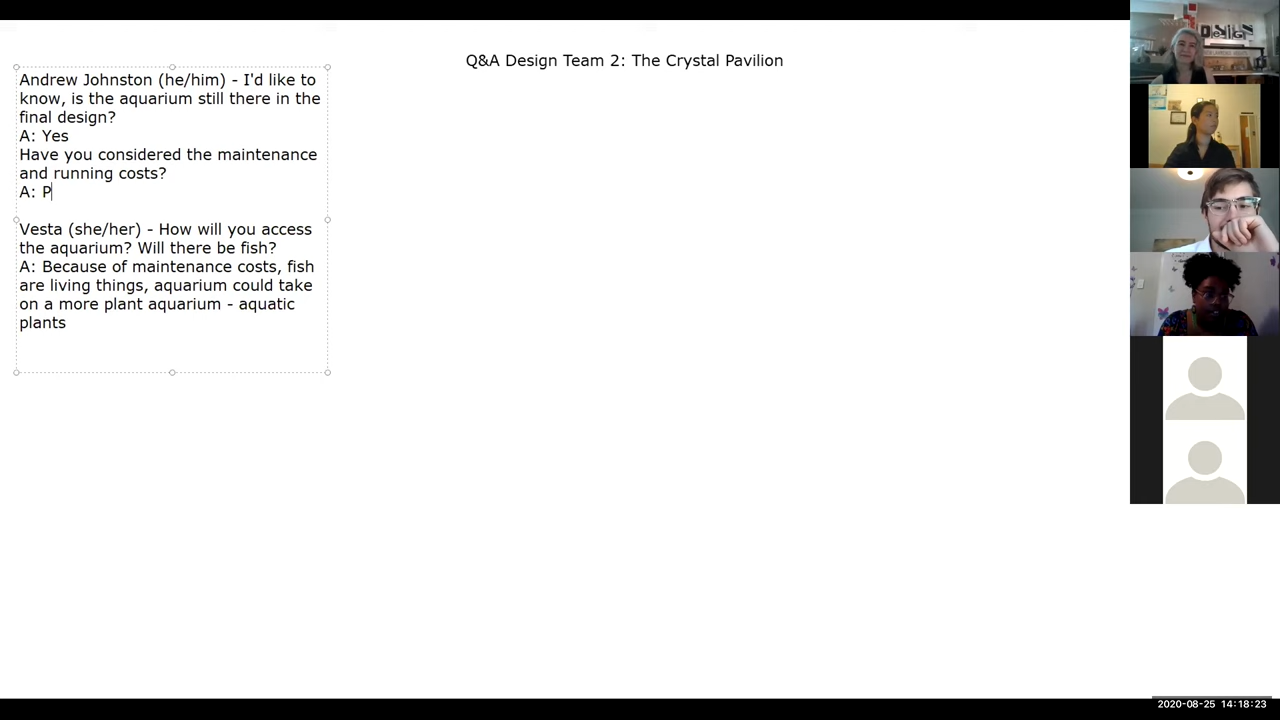 Q&A Design Team 2: The Crystal Pavilion
Andrew Johnston (he/him) - I'd like to
know, is the aquarium still there in the
final design?
A: Yes
Have you considered the maintenance
and running costs?
A: P
Vesta (she/her) - How will you access
the aquarium? Will there be fish?
A: Because of maintenance costs, fish
are living things, aquarium could take
on a more plant aquarium - aquatic
plants
2020-08-25 14:18:23